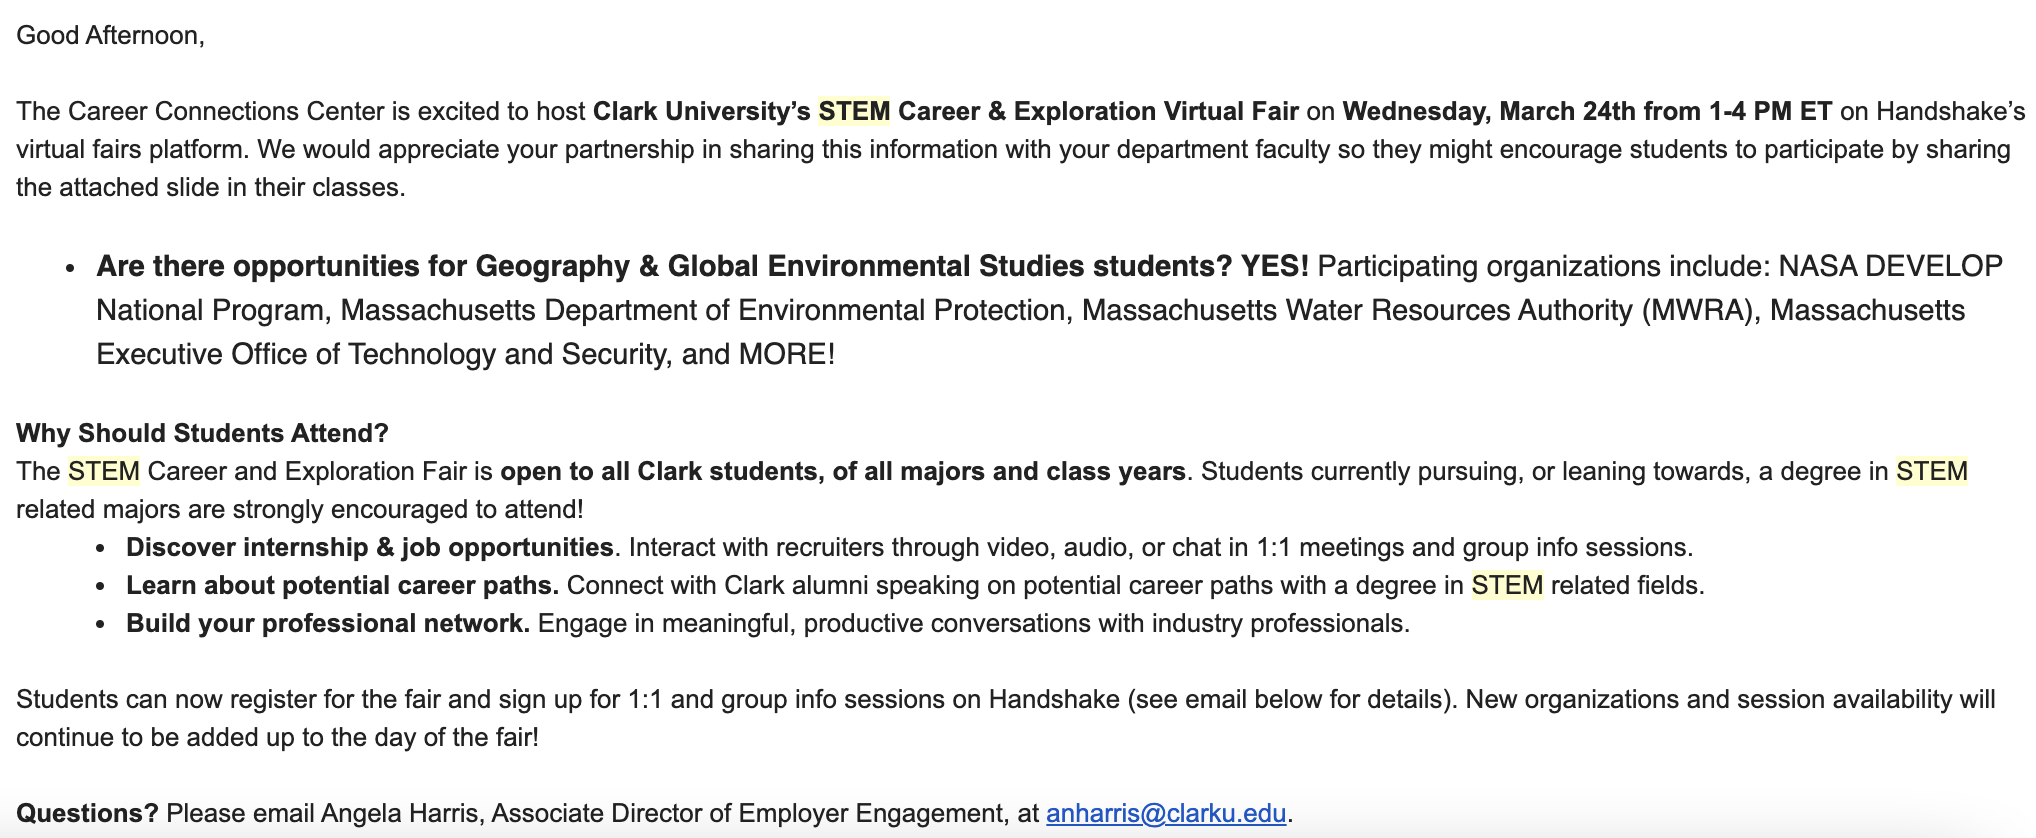 Good Afternoon,
The Career Connections Center is excited to host Clark University’s STEM Career & Exploration Virtual Fair on Wednesday, March 24th from 1-4 PM ET on Handshake’s
virtual fairs platform. We would appreciate your partnership in sharing this information with your department faculty so they might encourage students to participate by sharing
the attached slide in their classes.
• Are there opportunities for Geography & Global Environmental Studies students? YES! Participating organizations include: NASA DEVELOP
National Program, Massachusetts Department of Environmental Protection, Massachusetts Water Resources Authority (MWRA), Massachusetts
Executive Office of Technology and Security, and MORE!
Why Should Students Attend?
The STEM Career and Exploration Fair is open to all Clark students, of all majors and class years. Students currently pursuing, or leaning towards, a degree in STEM
related majors are strongly encouraged to attend!
• Discover internship & job opportunities. Interact with recruiters through video, audio, or chat in 1:1 meetings and group info sessions.
• Learn about potential career paths. Connect with Clark alumni speaking on potential career paths with a degree in STEM related fields.
• Build your professional network. Engage in meaningful, productive conversations with industry professionals.
Students can now register for the fair and sign up for 1:1 and group info sessions on Handshake (see email below for details). New organizations and session availability will
continue to be added up to the day of the fair!
Questions? Please email Angela Harris, Associate Director of Employer Engagement, at anharris@clarku.edu.